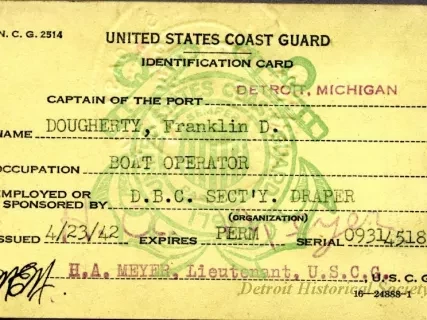 N. C. G. 2514
UNITED STATES COAST GUARD
IDENTIFICATION CARD
CAPTAIN OF THE PORT DETROIT, MICHIGAN
NAME DOUGHERTY, Franklin D.
OCCUPATION BOAT OPERATOR
EMPLOYED OR
SPONSORED BY D.B.C. SECT'Y. DRAPER
(ORGANIZATION)
ISSUED 4/23/42 EXPIRES PERM SERIAL 09314518
H.A. MEYER, Lieutenant, U.S.C.G. , U. S. C. G
Detroit Historical Society
16—24888-1